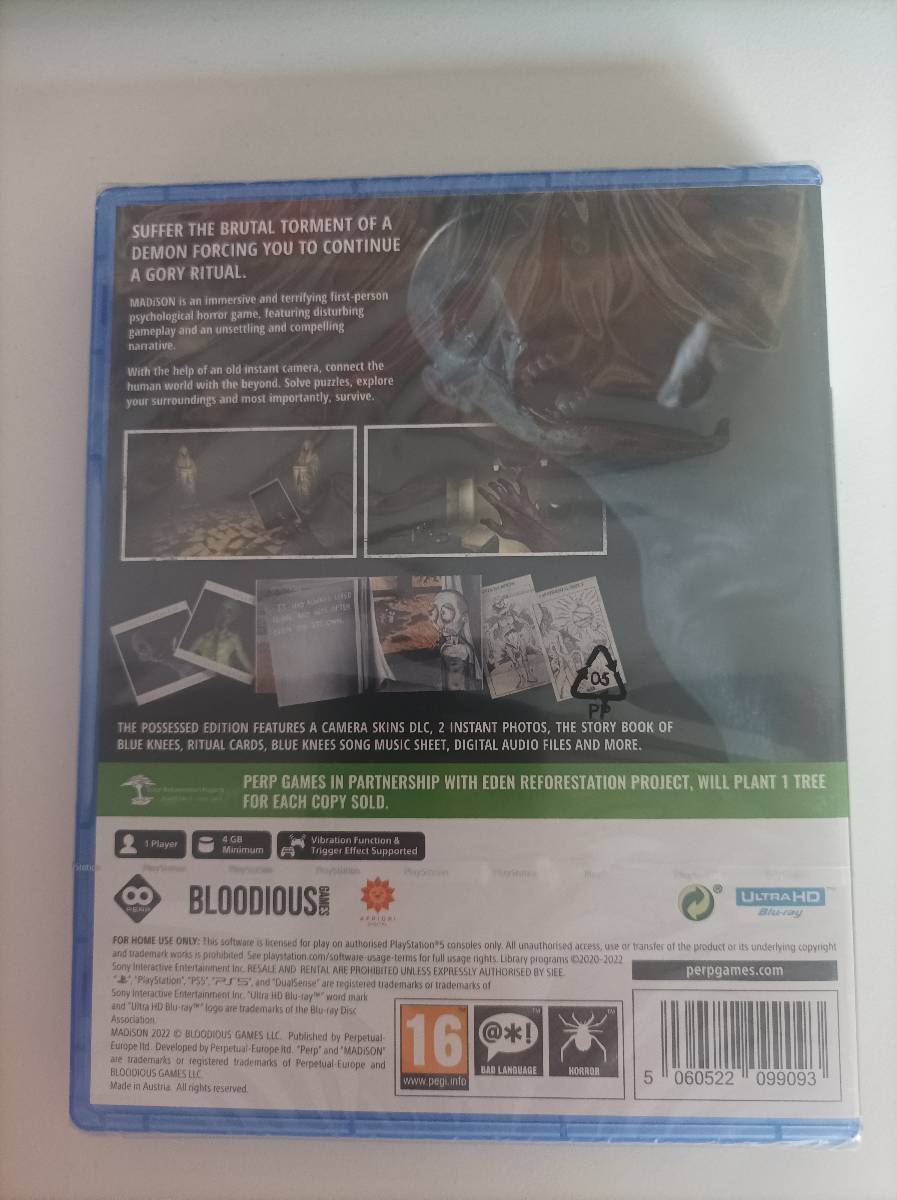 SUFFER THE BRUTAL TORMENT OF A
DEMON FORCING YOU TO CONTINUE
A GORY RITUAL.
MADiSON is an immersive and terrifying first-person
psychological horror game, featuring disturbing
gameplay and an unsettling and compelling
narrative.
With the help of an old instant camera, connect the
human world with the beyond. Solve puzzles, explore
your surroundings and most importantly, survive.
05
PP
THE POSSESSED EDITION FEATURES A CAMERA SKINS DLC, 2 INSTANT PHOTOS, THE STORY BOOK OF
BLUE KNEES, RITUAL CARDS, BLUE KNEES SONG MUSIC SHEET, DIGITAL AUDIO FILES AND MORE.
PERP GAMES IN PARTNERSHIP WITH EDEN REFORESTATION PROJECT, WILL PLANT 1 TREE
FOR EACH COPY SOLD.
1 Player
4 GB
Minimum
Vibration Function &
Trigger Effect Supported
PlayStation PlayStation PlayStation PlayStation PlayStation
PERP
BLOODIOUS GAMES
ULTRA HD
Blu-ray™
FOR HOME USE ONLY: This software is licensed for play on authorised PlayStation®5 consoles only. All unauthorised access, use or transfer of the product or its underlying copyright
and trademark works is prohibited. See playstation.com/software-usage-terms for full usage rights. Library programs ©2020-2022
Sony Interactive Entertainment Inc. RESALE AND RENTAL ARE PROHIBITED UNLESS EXPRESSLY AUTHORISED BY SIEE.
"PlayStation", "PS5", "PS5", and "DualSense" are registered trademarks or trademarks of
Sony Interactive Entertainment Inc. "Ultra HD Blu-ray™" word mark
and "Ultra HD Blu-ray™" logo are trademarks of the Blu-ray Disc
Association.
MADiSON 2022 © BLOODIOUS GAMES LLC. Published by Perpetual-
Europe ltd. Developed by Perpetual-Europe ltd. "Perp" and "MADiSON"
are trademarks or registered trademarks of Perpetual-Europe and
BLOODIOUS GAMES LLC.
Made in Austria. All rights reserved.
perpgames.com
16
www.pegi.info
@*!
BAD LANGUAGE
HORROR
5 060522 099093